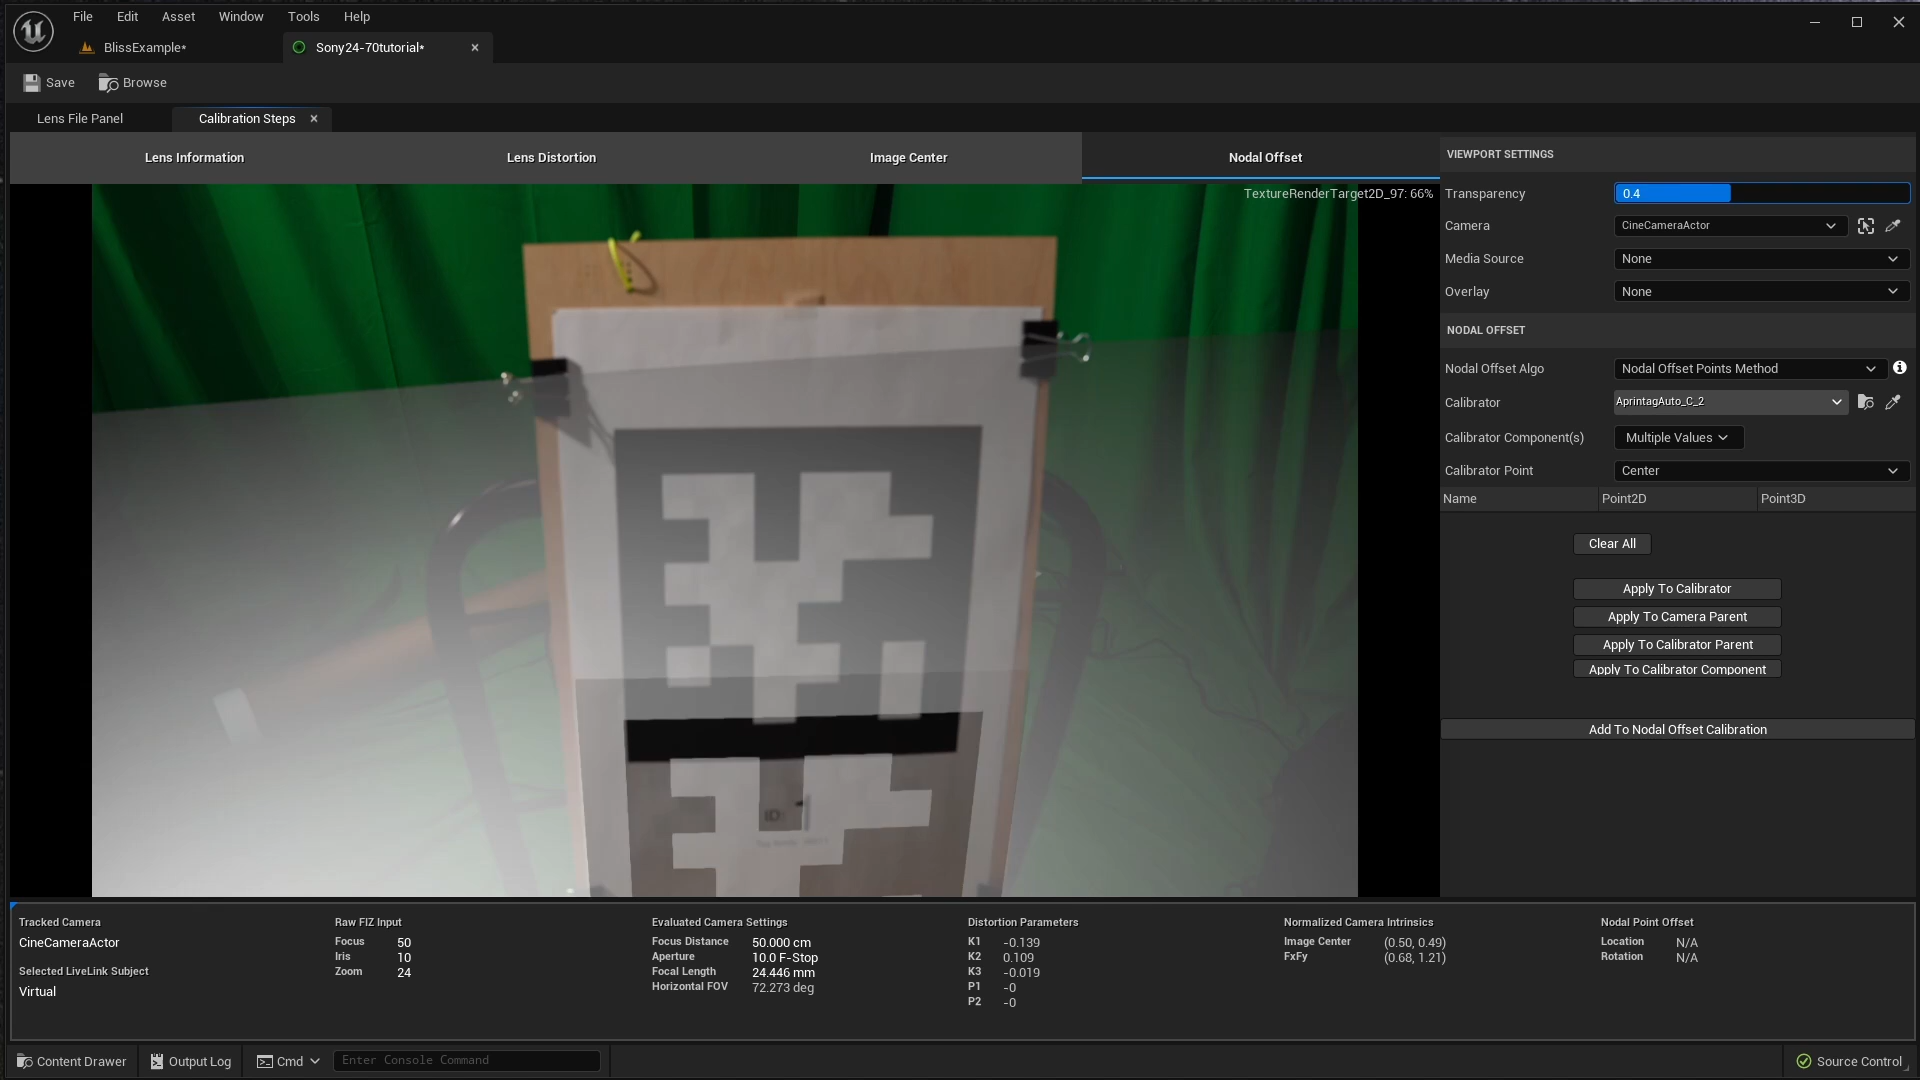 File Edit Asset Window Tools Help
BlissExample*
Sony24-70tutorial*
Save Browse
Lens File Panel
Calibration Steps
Lens Information
Lens Distortion
Image Center
Nodal Offset
TextureRenderTarget2D_97: 66%
VIEWPORT SETTINGS
Transparency 0.4
Camera CineCameraActor
Media Source None
Overlay None
NODAL OFFSET
Nodal Offset Algo Nodal Offset Points Method
Calibrator AprintagAuto_C_2
Calibrator Component(s) Multiple Values
Calibrator Point Center
Name Point2D Point3D
Clear All
Apply To Calibrator
Apply To Camera Parent
Apply To Calibrator Parent
Apply To Calibrator Component
Add To Nodal Offset Calibration
ID:
Tracked Camera
CineCameraActor
Selected LiveLink Subject
Virtual
Raw FIZ Input
Focus 50
Iris 10
Zoom 24
Evaluated Camera Settings
Focus Distance 50.000 cm
Aperture 10.0 F-Stop
Focal Length 24.446 mm
Horizontal FOV 72.273 deg
Distortion Parameters
K1 -0.139
K2 0.109
K3 -0.019
P1 -0
P2 -0
Normalized Camera Intrinsics
Image Center (0.50, 0.49)
FxFy (0.68, 1.21)
Nodal Point Offset
Location N/A
Rotation N/A
Content Drawer
Output Log
Cmd
Enter Console Command
Source Control